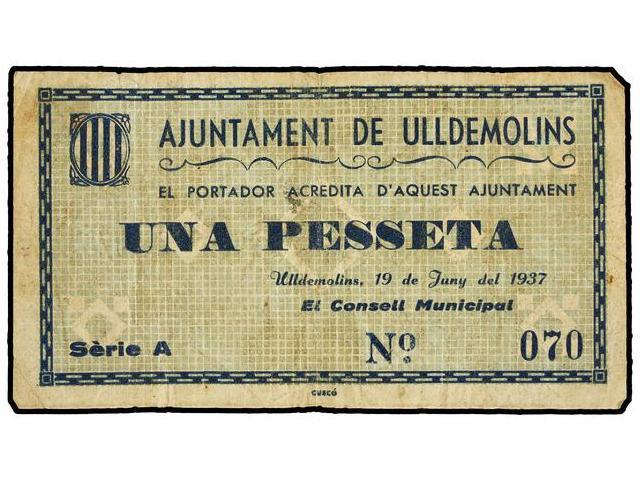 AJUNTAMENT DE ULLDEMOLINS
EL PORTADOR ACREDITA D'AQUEST AJUNTAMENT
UNA PESSETA
Ulldemolins, 19 de Juny del 1937
El Consell Municipal
Sèrie A Nº 070
CUSCÓ